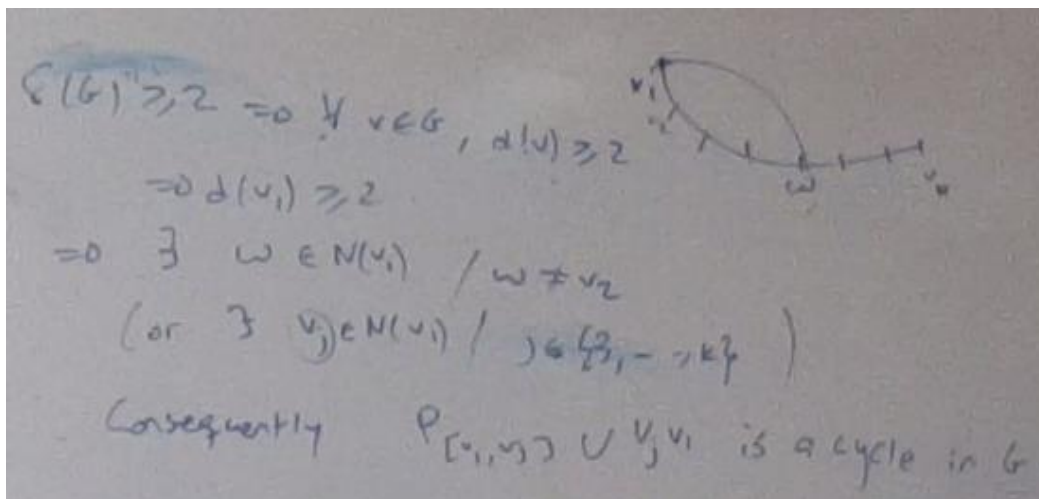 δ(G) ≥ 2 => ∀ v ∈ G, d(v) ≥ 2
=> d(v₁) ≥ 2
=> ∃ ω ∈ N(v₁) / ω ≠ v₂
(or ∃ vⱼ ∈ N(v₁) / j ∈ {3, - , k})
Consequently P[v₁, vⱼ] ∪ vⱼv₁ is a cycle in G
v₁
v₂
ω
vₖ